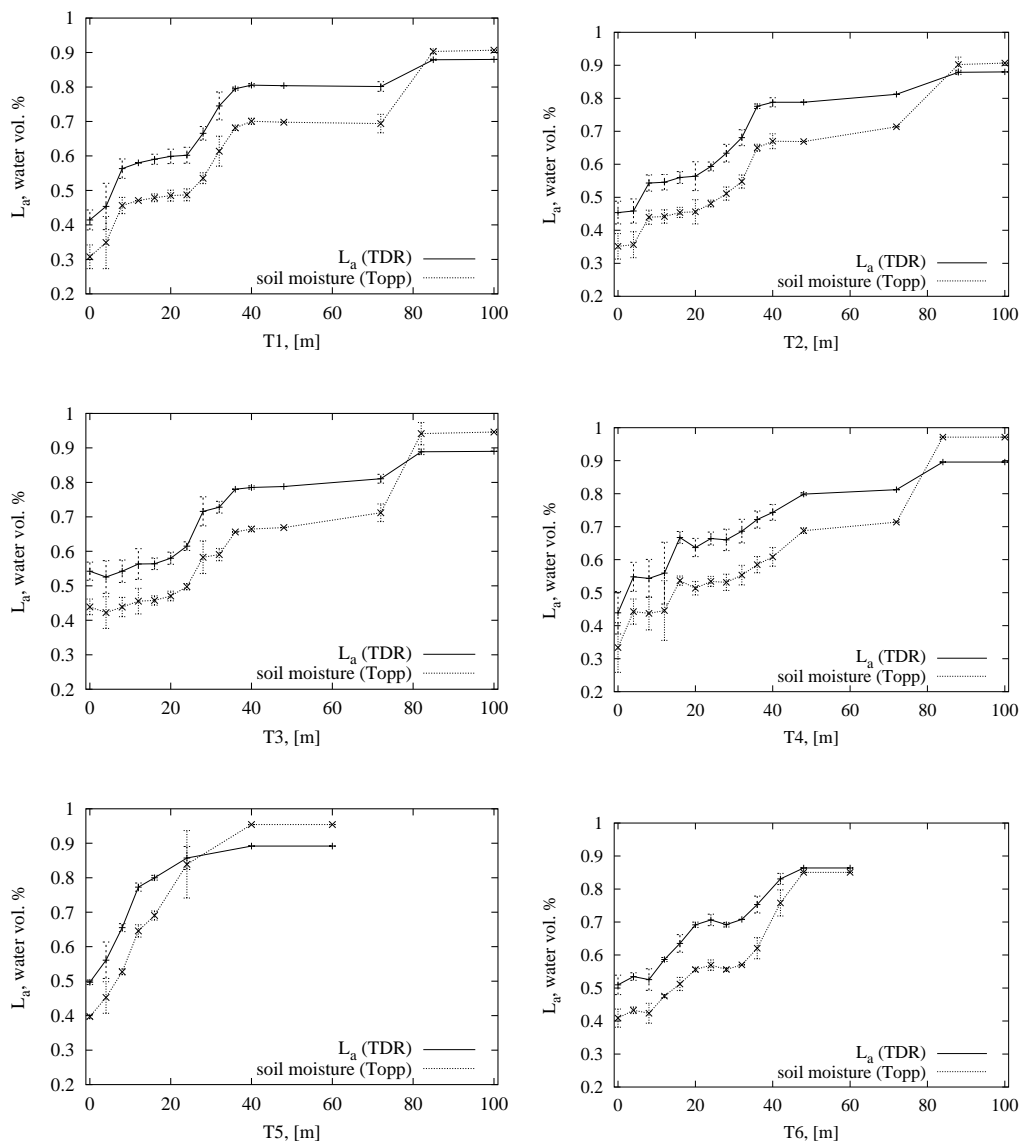 1
0.9
0.8
0.7
0.6
0.5
0.4
0.3
0.2
L_a, water vol. %
L_a (TDR)
soil moisture (Topp)
0 20 40 60 80 100
T1, [m]
1
0.9
0.8
0.7
0.6
0.5
0.4
0.3
0.2
L_a, water vol. %
L_a (TDR)
soil moisture (Topp)
0 20 40 60 80 100
T2, [m]
1
0.9
0.8
0.7
0.6
0.5
0.4
0.3
0.2
L_a, water vol. %
L_a (TDR)
soil moisture (Topp)
0 20 40 60 80 100
T3, [m]
1
0.9
0.8
0.7
0.6
0.5
0.4
0.3
0.2
L_a, water vol. %
L_a (TDR)
soil moisture (Topp)
0 20 40 60 80 100
T4, [m]
1
0.9
0.8
0.7
0.6
0.5
0.4
0.3
0.2
L_a, water vol. %
L_a (TDR)
soil moisture (Topp)
0 20 40 60 80 100
T5, [m]
1
0.9
0.8
0.7
0.6
0.5
0.4
0.3
0.2
L_a, water vol. %
L_a (TDR)
soil moisture (Topp)
0 20 40 60 80 100
T6, [m]